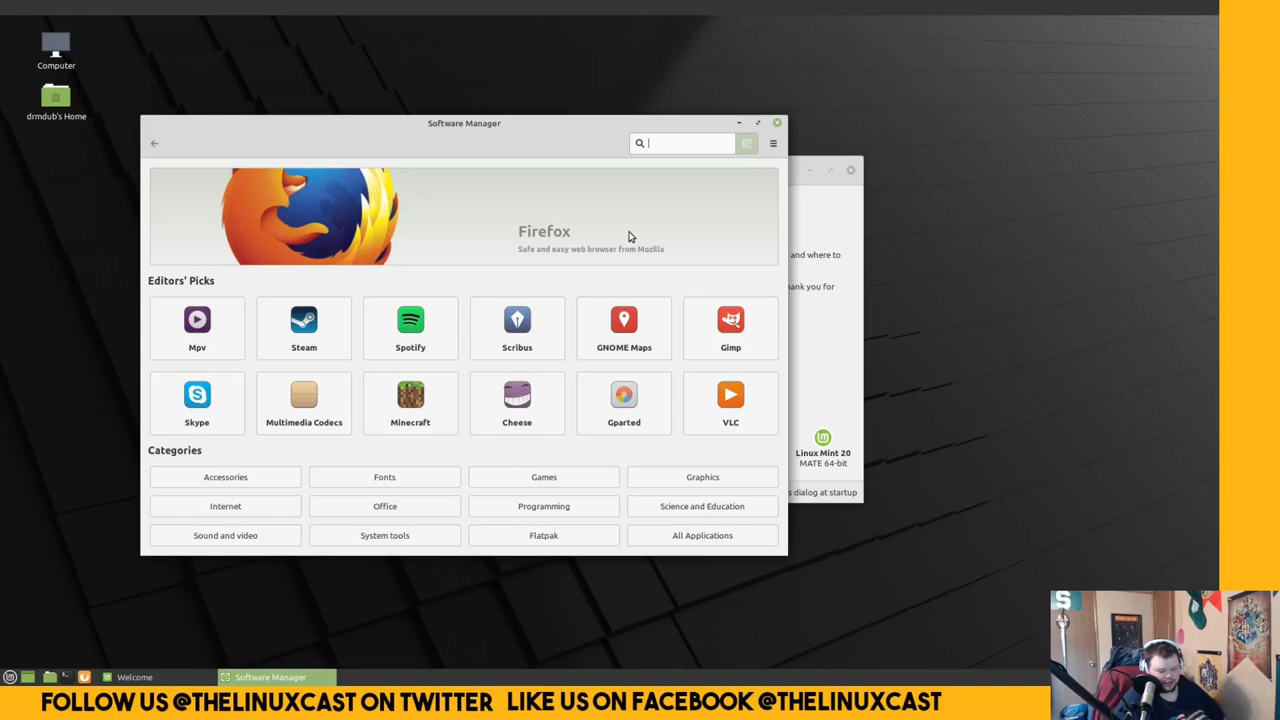 Computer
drmdub's Home
Software Manager
Firefox
Safe and easy web browser from Mozilla
and where to
hank you for
Editors' Picks
Mpv
Steam
Spotify
Scribus
GNOME Maps
Gimp
Skype
Multimedia Codecs
Minecraft
Cheese
Gparted
VLC
Linux Mint 20
MATE 64-bit
s dialog at startup
Categories
Accessories
Fonts
Games
Graphics
Internet
Office
Programming
Science and Education
Sound and video
System tools
Flatpak
All Applications
Welcome
Software Manager
FOLLOW US @THELINUXCAST ON TWITTER LIKE US ON FACEBOOK @THELINUXCAST